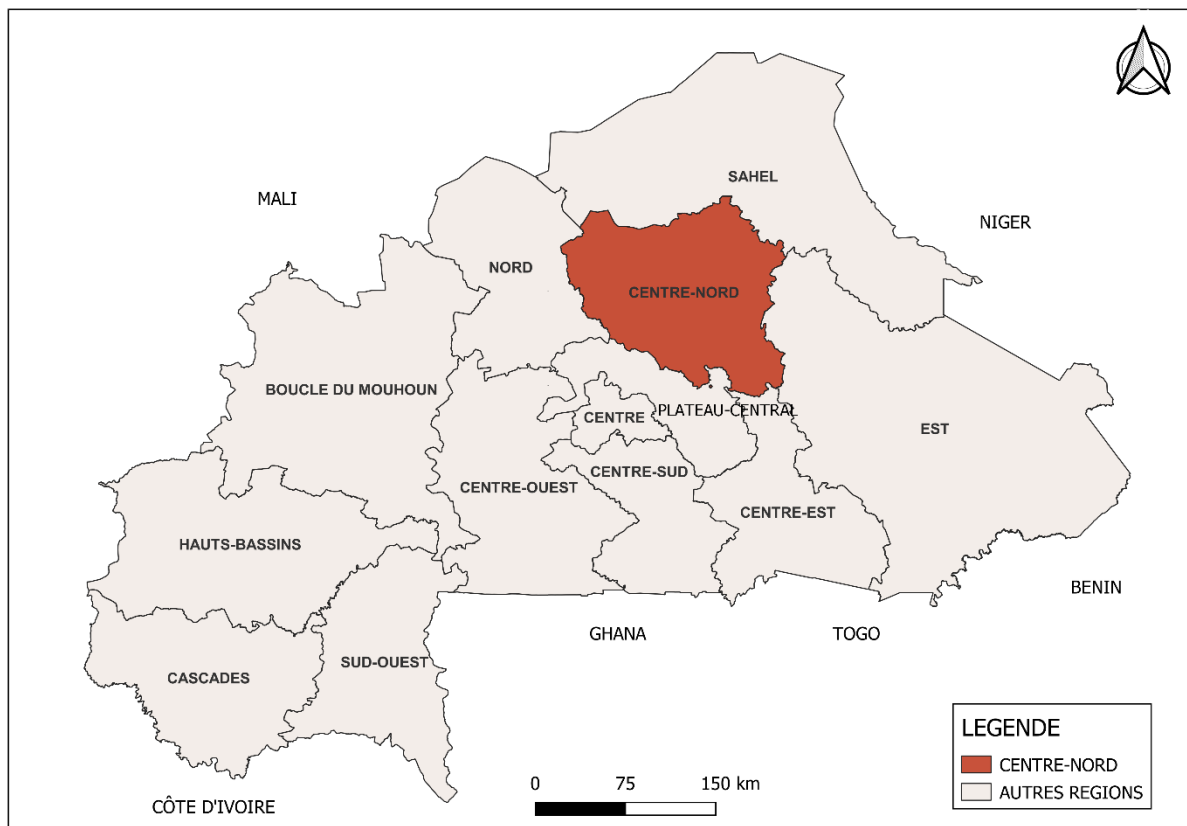 SAHEL
MALI
NIGER
NORD
CENTRE-NORD
BOUCLE DU MOUHOUN
CENTRE
PLATEAU-CENTRAL
EST
CENTRE-SUD
CENTRE-OUEST
CENTRE-EST
HAUTS-BASSINS
BENIN
GHANA
TOGO
SUD-OUEST
CASCADES
LEGENDE
CENTRE-NORD
AUTRES REGIONS
0 75 150 km
CÔTE D'IVOIRE